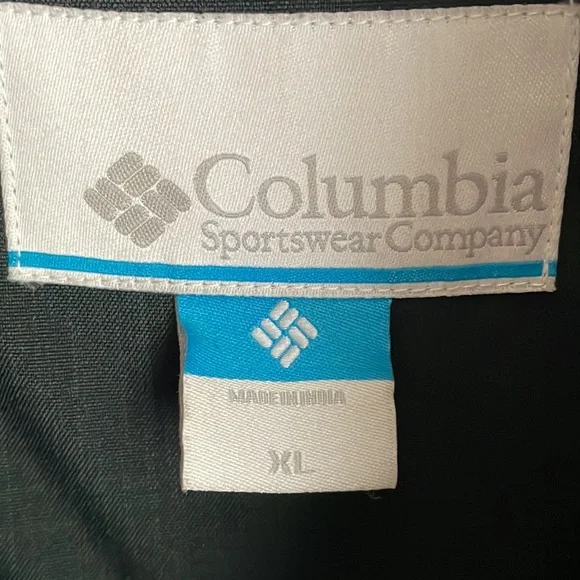 Columbia
Sportswear Company
MADE IN INDIA
XL